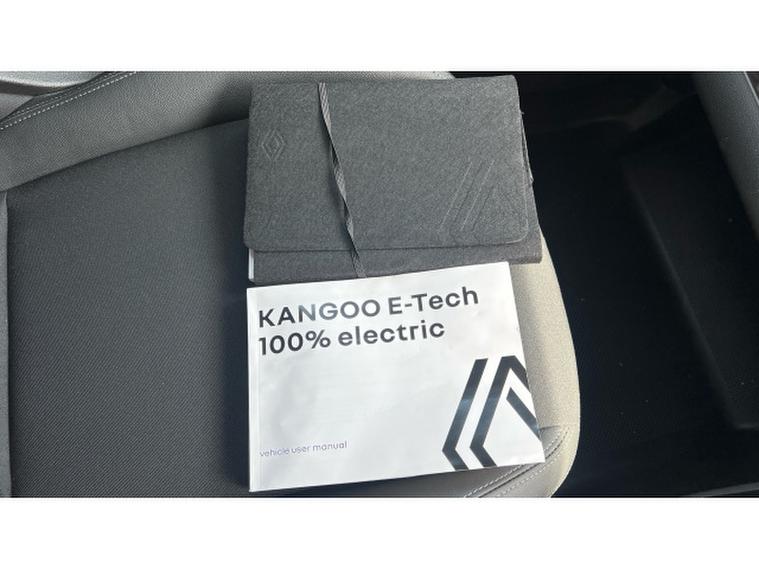 KANGOO E-Tech
100% electric
vehicle user manual